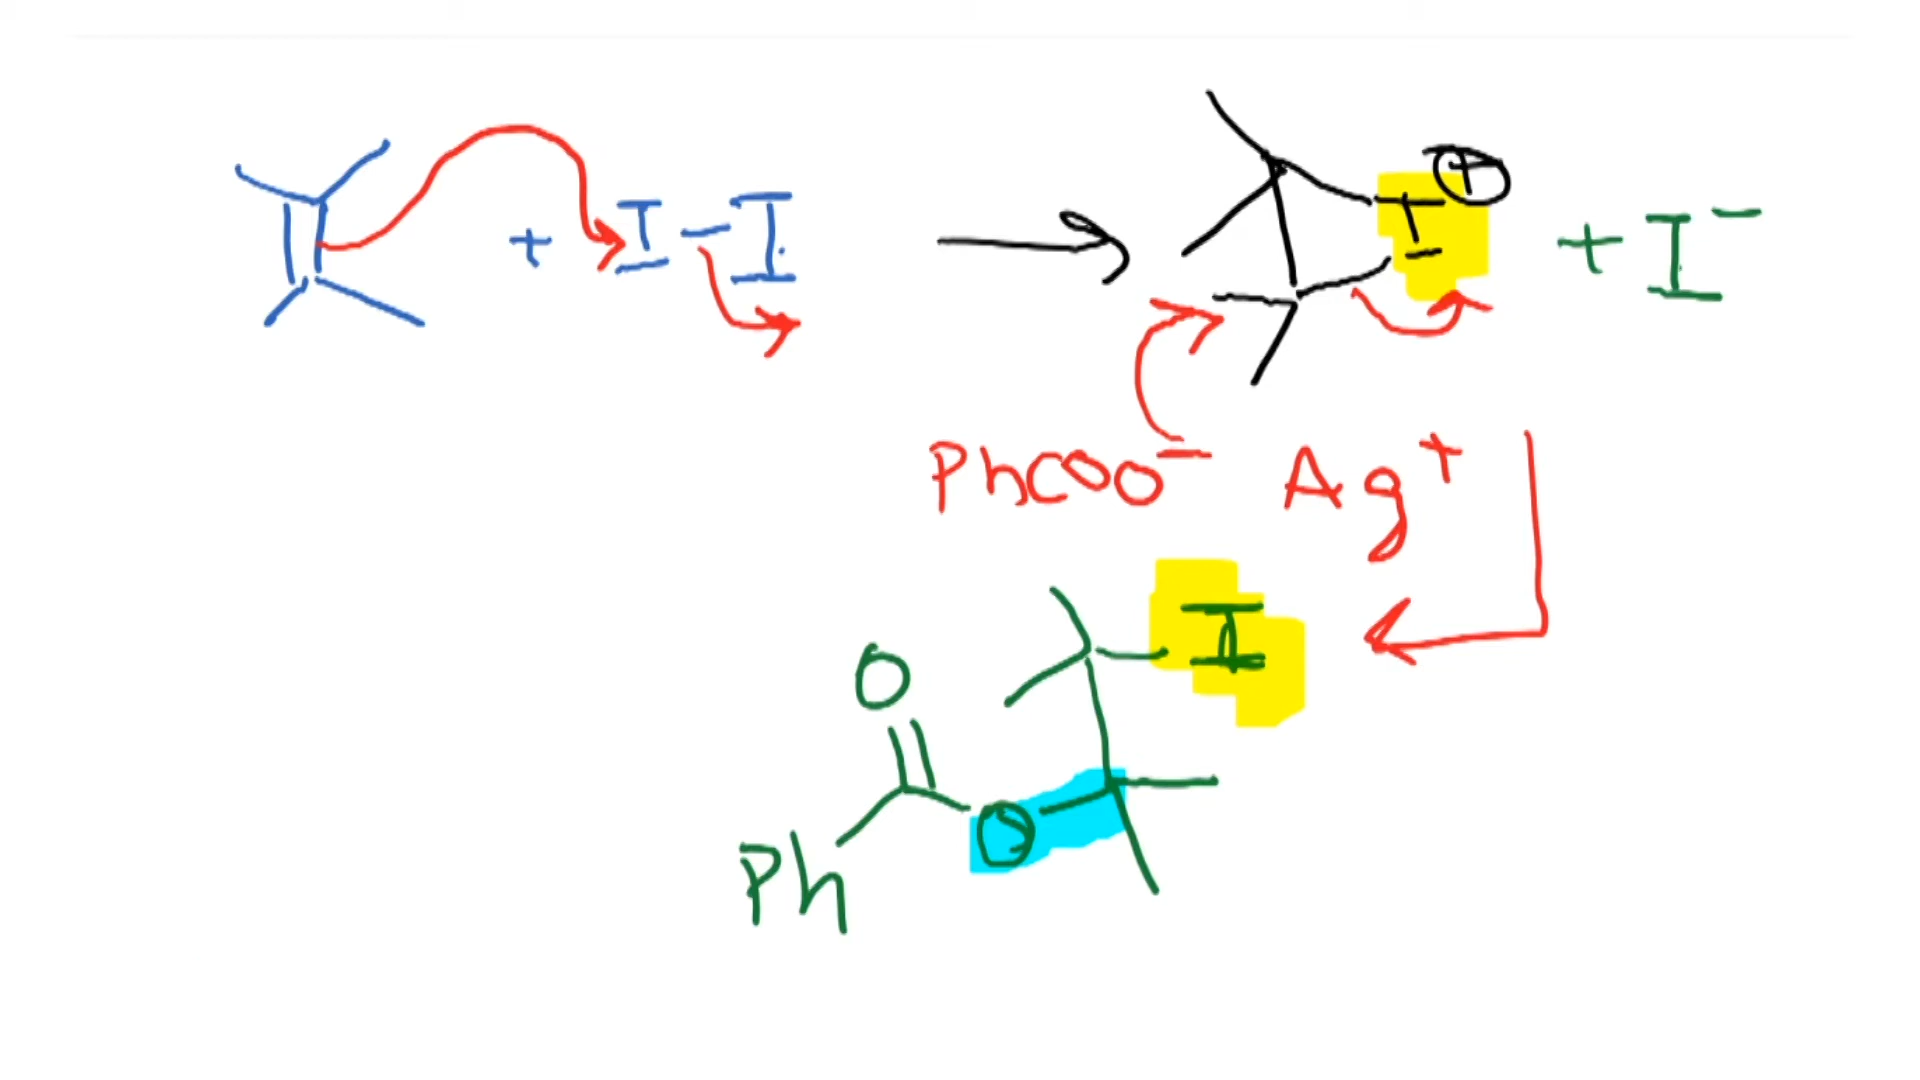 + I-I I ⊕ + I⁻
PhCOO⁻ Ag⁺
I
O
O
Ph